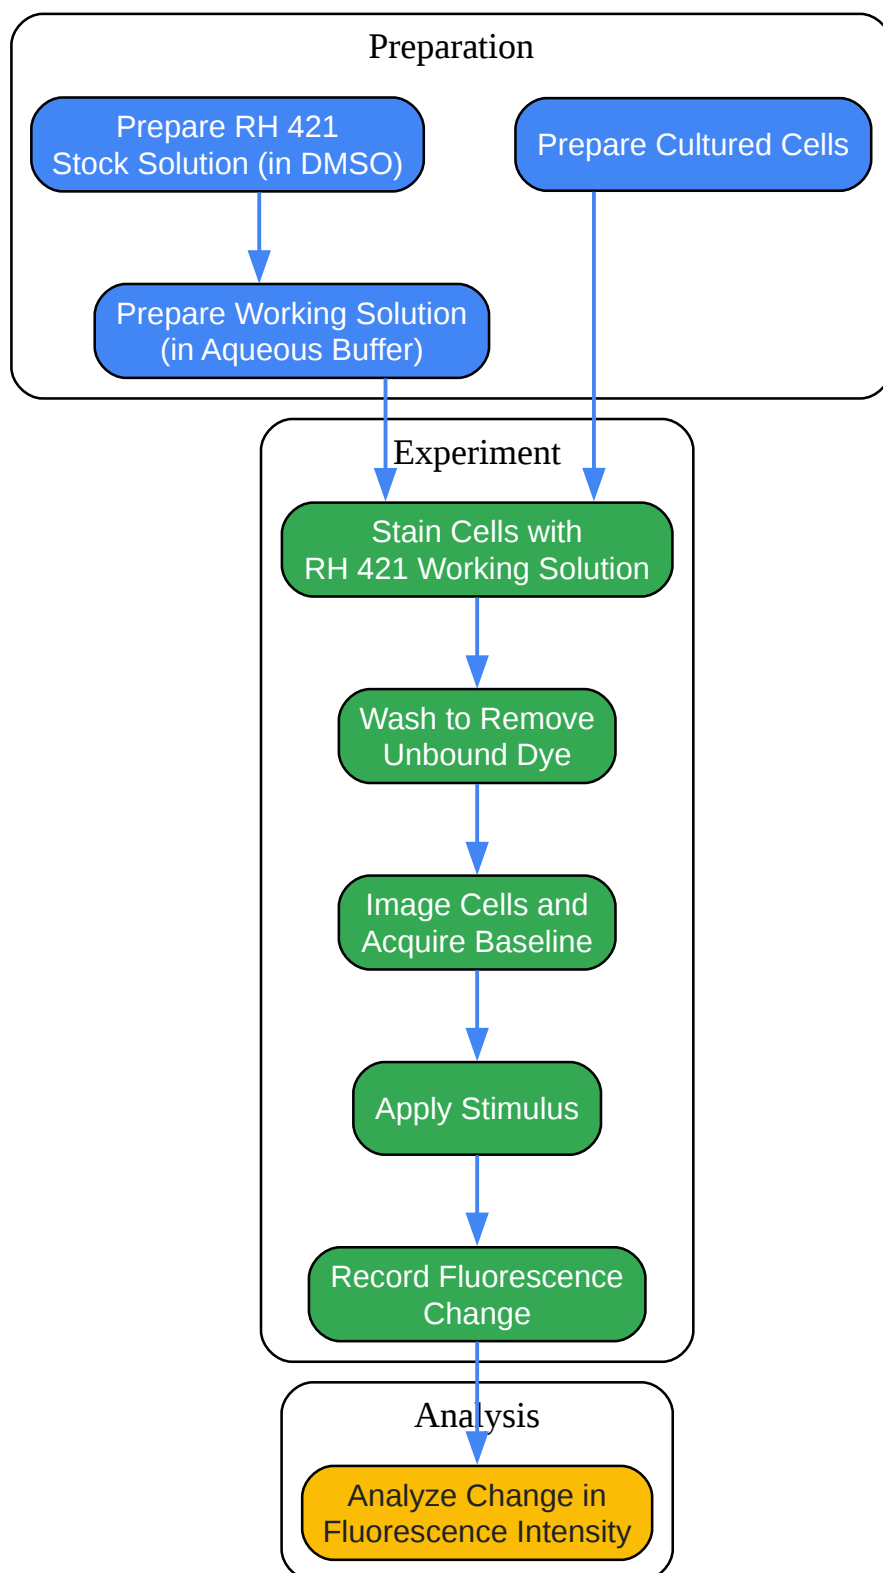 Preparation
Prepare RH 421
Stock Solution (in DMSO)
Prepare Cultured Cells
Prepare Working Solution
(in Aqueous Buffer)
Experiment
Stain Cells with
RH 421 Working Solution
Wash to Remove
Unbound Dye
Image Cells and
Acquire Baseline
Apply Stimulus
Record Fluorescence
Change
Analysis
Analyze Change in
Fluorescence Intensity